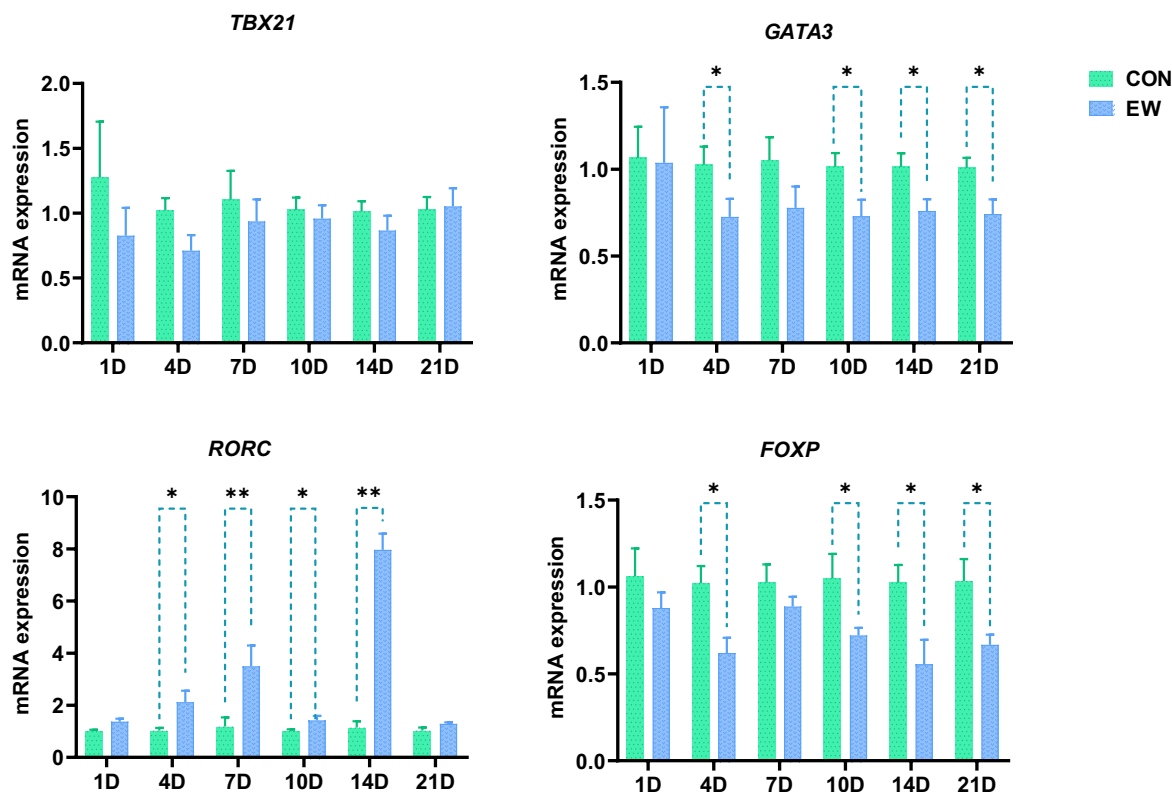 TBX21
mRNA expression
2.0
1.5
1.0
0.5
0.0
1D 4D 7D 10D 14D 21D
GATA3
mRNA expression
1.5
1.0
0.5
0.0
* * * *
1D 4D 7D 10D 14D 21D
CON
EW
RORC
mRNA expression
10
8
6
4
2
0
* ** * **
1D 4D 7D 10D 14D 21D
FOXP
mRNA expression
1.5
1.0
0.5
0.0
* * * *
1D 4D 7D 10D 14D 21D